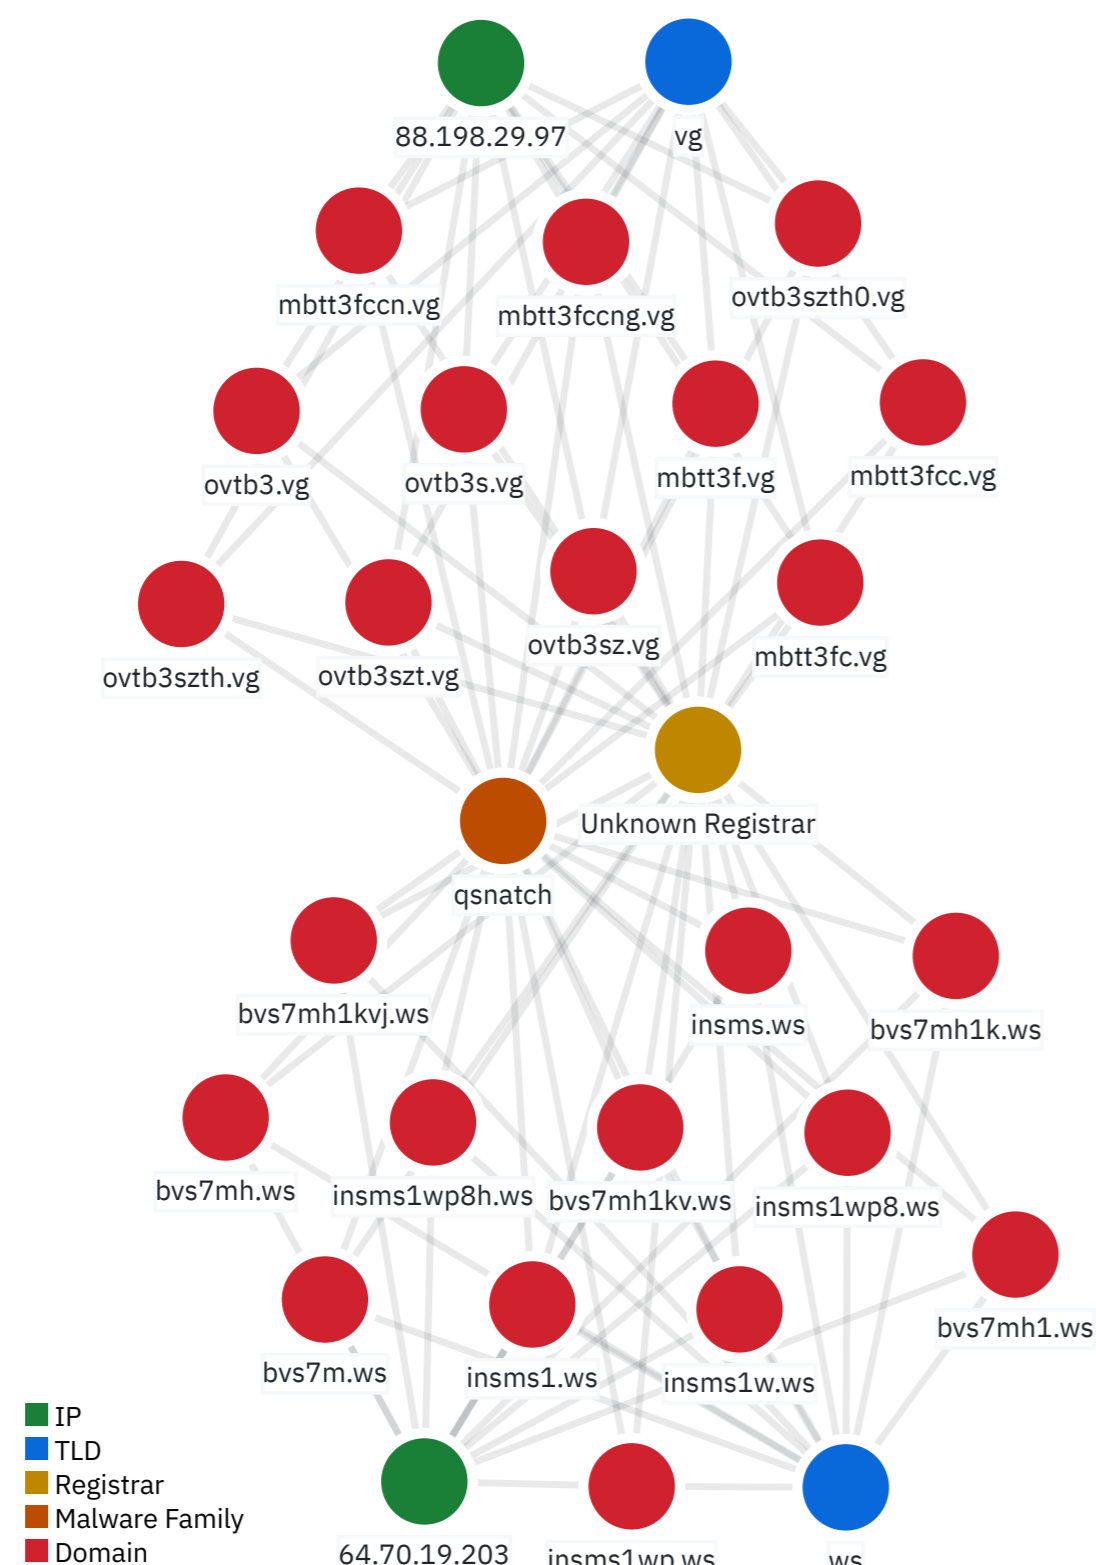 88.198.29.97
vg
mbtt3fccn.vg
mbtt3fccng.vg
ovtb3szth0.vg
ovtb3.vg
ovtb3s.vg
mbtt3f.vg
mbtt3fcc.vg
ovtb3szth.vg
ovtb3szt.vg
ovtb3sz.vg
mbtt3fc.vg
Unknown Registrar
qsnatch
bvs7mh1kvj.ws
insms.ws
bvs7mh1k.ws
bvs7mh.ws
insms1wp8h.ws
bvs7mh1kv.ws
insms1wp8.ws
bvs7mh1.ws
bvs7m.ws
insms1.ws
insms1w.ws
IP
TLD
Registrar
Malware Family
Domain
64.70.19.203
insms1wp.ws
ws